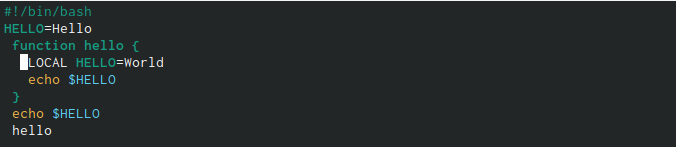 #!/bin/bash
HELLO=Hello
function hello {
LOCAL HELLO=World
echo $HELLO
}
echo $HELLO
hello